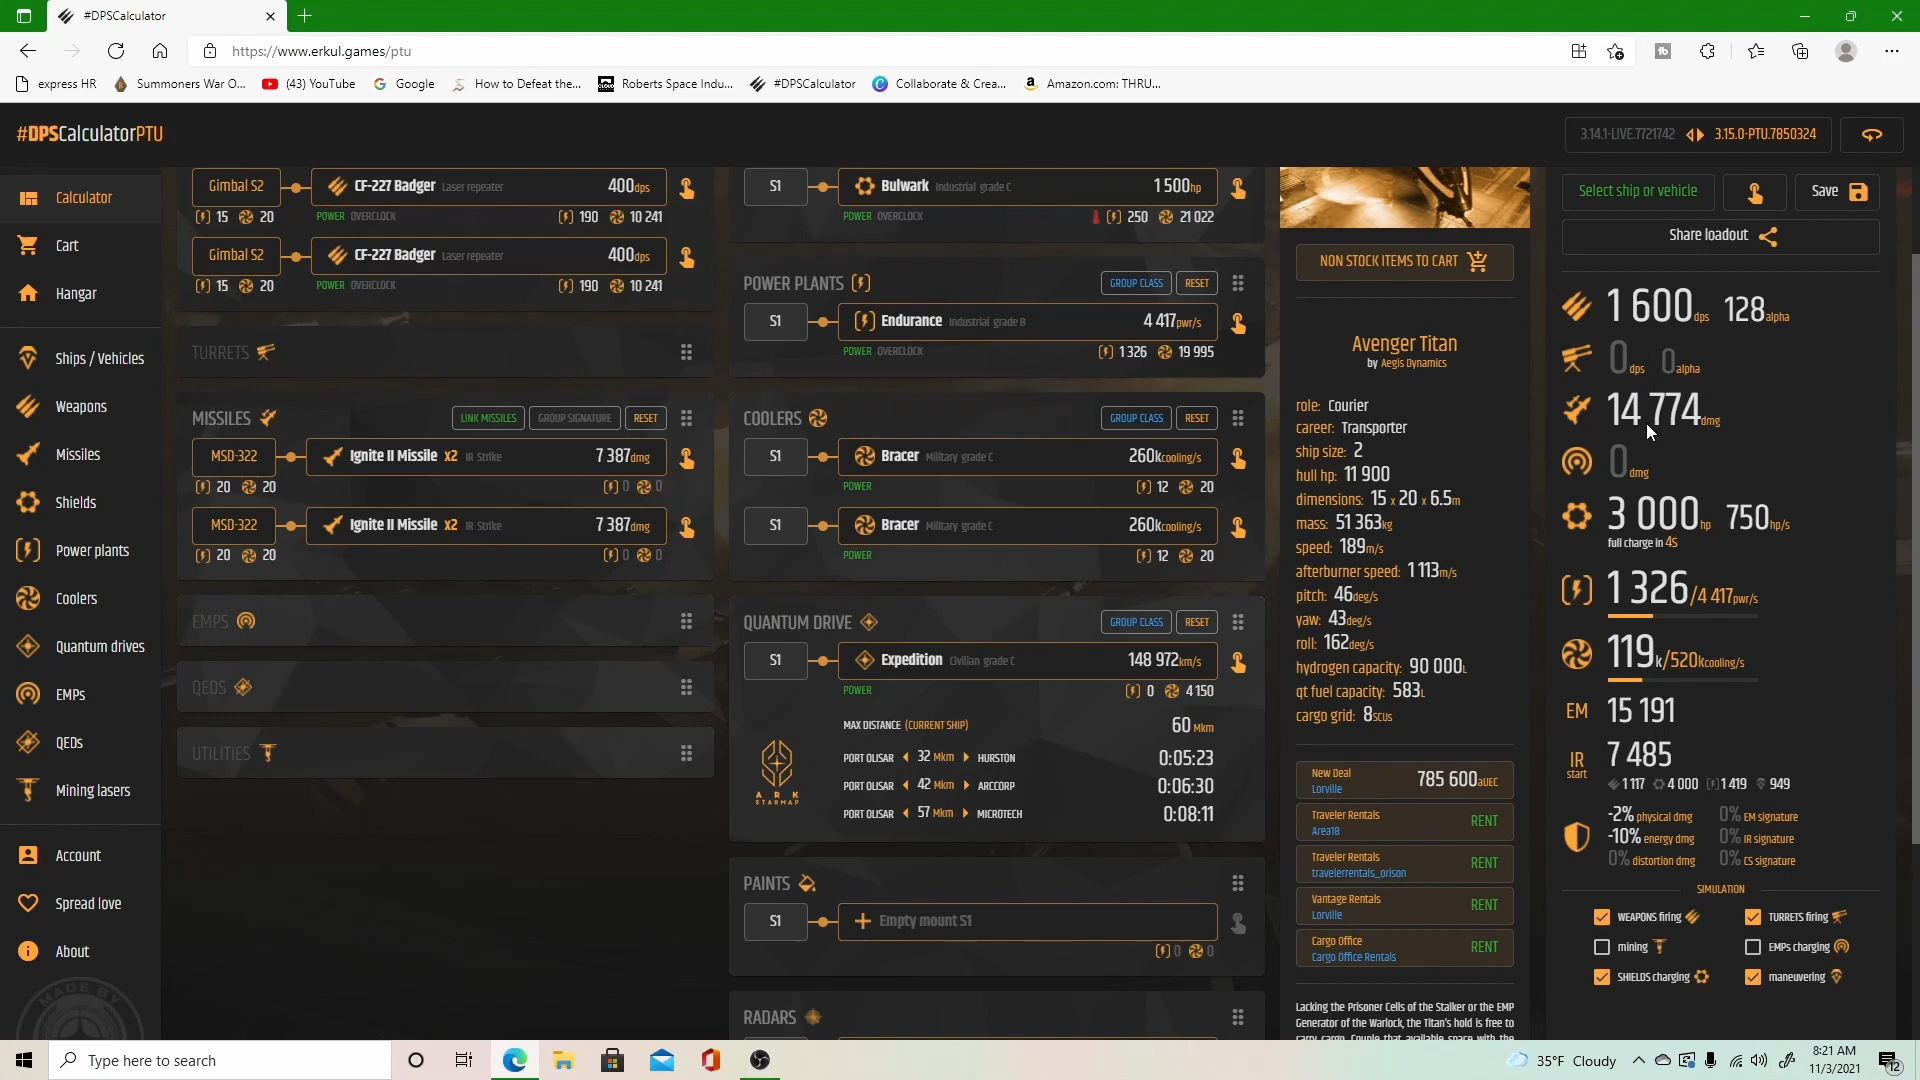 #DPSCalculator
https://www.erkul.games/ptu
express HR
Summoners War O...
(43) YouTube
Google
How to Defeat the...
Roberts Space Indu...
#DPSCalculator
Collaborate & Crea...
Amazon.com: THRU...
#DPSCalculatorPTU
3.14.1-LIVE.7721742
3.15.0-PTU.7850324
Calculator
Cart
Hangar
Ships / Vehicles
Weapons
Missiles
Shields
Power plants
Coolers
Quantum drives
EMPs
QEDs
Mining lasers
Account
Spread love
About
MADE BY
Gimbal S2
CF-227 Badger Laser repeater 400dps
15 20 POWER OVERCLOCK 190 10 241
Gimbal S2
CF-227 Badger Laser repeater 400dps
15 20 POWER OVERCLOCK 190 10 241
TURRETS
MISSILES LINK MISSILES GROUP SIGNATURE RESET
MSD-322 Ignite II Missile x2 IR Strike 7 387dmg
20 20 0 0
MSD-322 Ignite II Missile x2 IR Strike 7 387dmg
20 20 0 0
EMPS
QEDS
UTILITIES
S1 Bulwark Industrial grade C 1 500hp
POWER OVERCLOCK 250 21 022
POWER PLANTS GROUP CLASS RESET
S1 Endurance Industrial grade B 4 417pwr/s
POWER OVERCLOCK 1 326 19 995
COOLERS GROUP CLASS RESET
S1 Bracer Military grade C 260kcooling/s
POWER 12 20
S1 Bracer Military grade C 260kcooling/s
POWER 12 20
QUANTUM DRIVE GROUP CLASS RESET
S1 Expedition Civilian grade C 148 972km/s
POWER 0 4 150
MAX DISTANCE (CURRENT SHIP) 60 Mkm
ARK
STARMAP
PORT OLISAR 32 Mkm HURSTON 0:05:23
PORT OLISAR 42 Mkm ARCCORP 0:06:30
PORT OLISAR 57 Mkm MICROTECH 0:08:11
PAINTS
S1 Empty mount S1
0 0
RADARS
NON STOCK ITEMS TO CART
Avenger Titan
by Aegis Dynamics
role: Courier
career: Transporter
ship size: 2
hull hp: 11 900
dimensions: 15 x 20 x 6.5m
mass: 51 363kg
speed: 189m/s
afterburner speed: 1 113m/s
pitch: 46deg/s
yaw: 43deg/s
roll: 162deg/s
hydrogen capacity: 90 000L
qt fuel capacity: 583L
cargo grid: 8SCUs
New Deal
Lorville
785 600aUEC
Traveler Rentals
Area18
RENT
Traveler Rentals
travelerrentals_orison
RENT
Vantage Rentals
Lorville
RENT
Cargo Office
Cargo Office Rentals
RENT
Lacking the Prisoner Cells of the Stalker or the EMP
Generator of the Warlock, the Titan's hold is free to
carry cargo. Couple that available space with the
Select ship or vehicle
Save
Share loadout
1 600dps 128alpha
0dps 0alpha
14 774dmg
0dmg
3 000hp 750hp/s
full charge in 4s
1 326/4 417pwr/s
119k/520kcooling/s
EM 15 191
IR start 7 485
1 117 4 000 1 419 949
-2% physical dmg 0% EM signature
-10% energy dmg 0% IR signature
0% distortion dmg 0% CS signature
SIMULATION
WEAPONS firing TURRETS firing
mining EMPs charging
SHIELDS charging maneuvering
Type here to search
35°F Cloudy
8:21 AM
11/3/2021
12